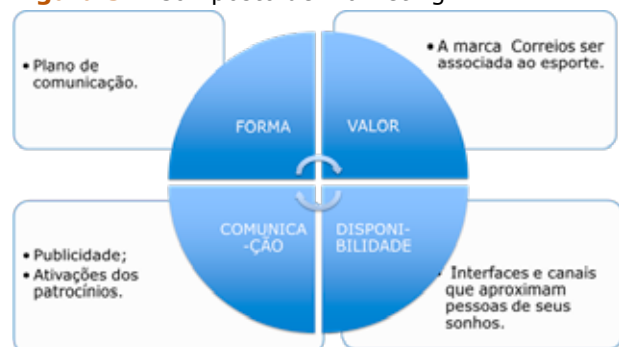 • Plano de
comunicação.
• A marca Correios ser
associada ao esporte.
FORMA
VALOR
COMUNICA
-ÇÃO
DISPONI-
BILIDADE
• Publicidade;
• Ativações dos
patrocínios.
• Interfaces e canais
que aproximam
pessoas de seus
sonhos.